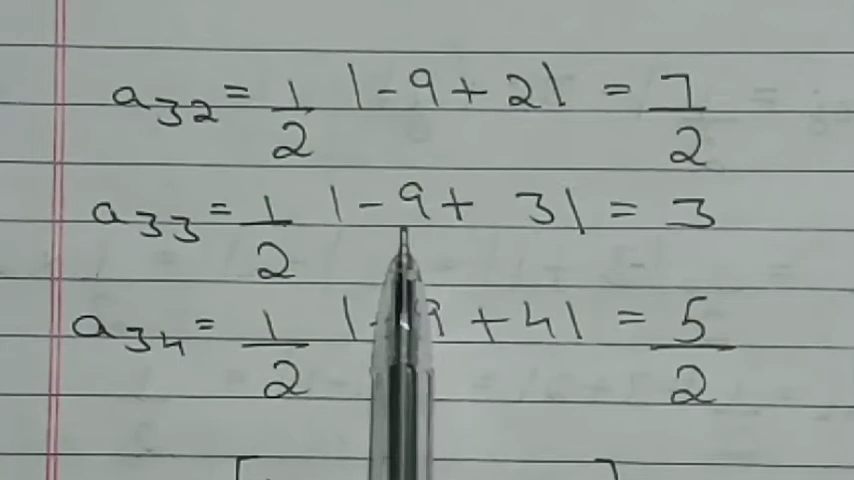 a₃₂ = 1/2 |-9 + 2| = 7/2
a₃₃ = 1/2 |-9 + 3| = 3
a₃₄ = 1/2 |-9 + 4| = 5/2